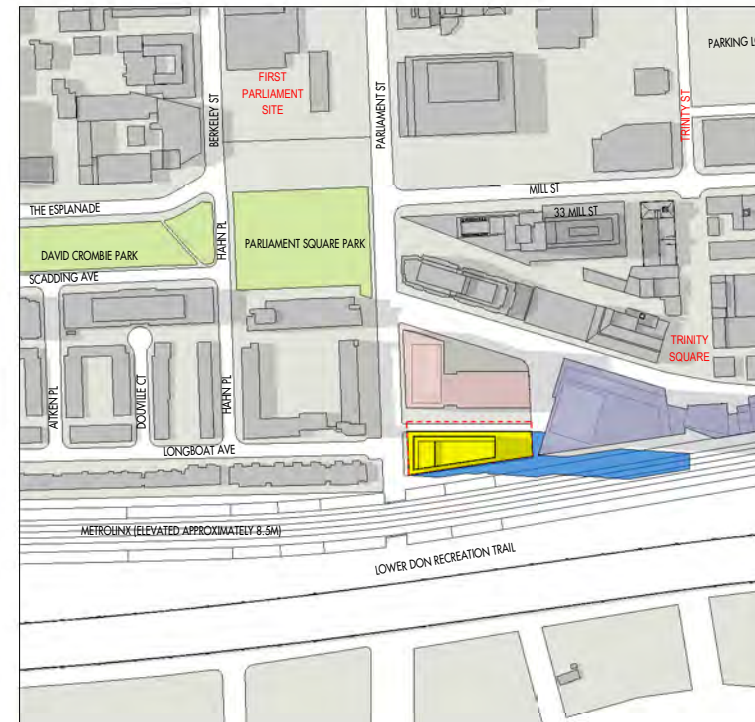 PARKING L
FIRST
PARLIAMENT
SITE
BERKELEY ST
PARLIAMENT ST
TRINITY ST
MILL ST
THE ESPLANADE
33 MILL ST
HAHN PL
PARLIAMENT SQUARE PARK
DAVID CROMBIE PARK
SCADDING AVE
TRINITY
SQUARE
AITKEN PL
DOUVILLE CT
HAHN PL
LONGBOAT AVE
METROLINX (ELEVATED APPROXIMATELY 8.5M)
LOWER DON RECREATION TRAIL